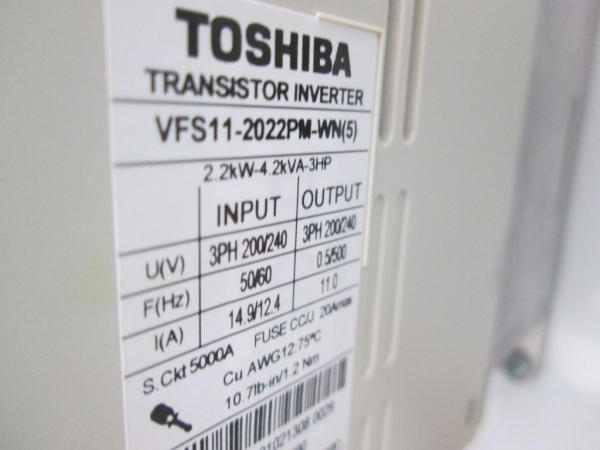 TOSHIBA
TRANSISTOR INVERTER
VFS11-2022PM-WN(5)
2.2kW-4.2kVA-3HP
INPUT OUTPUT
U(V) 3PH 200/240 3PH 200/240
F(Hz) 50/60 0.5/500
I(A) 14.9/12.4 11.0
S.Ckt 5000A FUSE CC/J 20Amax
Cu AWG12:75°C
10.7lb-in/1.2 Nm
1021308 0029